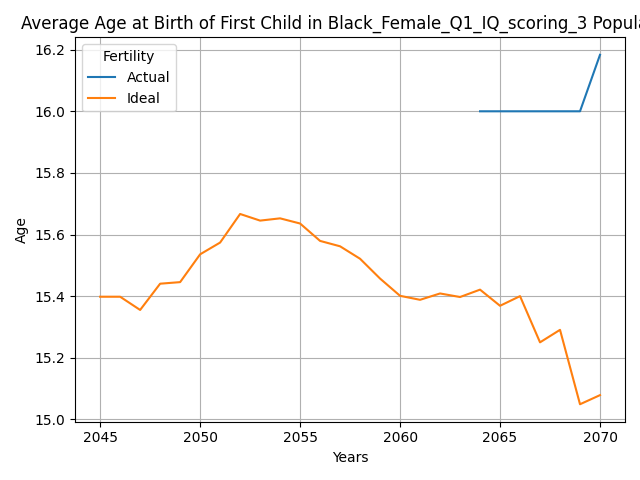 Average Age at Birth of First Child in Black_Female_Q1_IQ_scoring_3 Popula
Fertility
Actual
Ideal
16.2
16.0
15.8
15.6
15.4
15.2
15.0
Age
2045 2050 2055 2060 2065 2070
Years